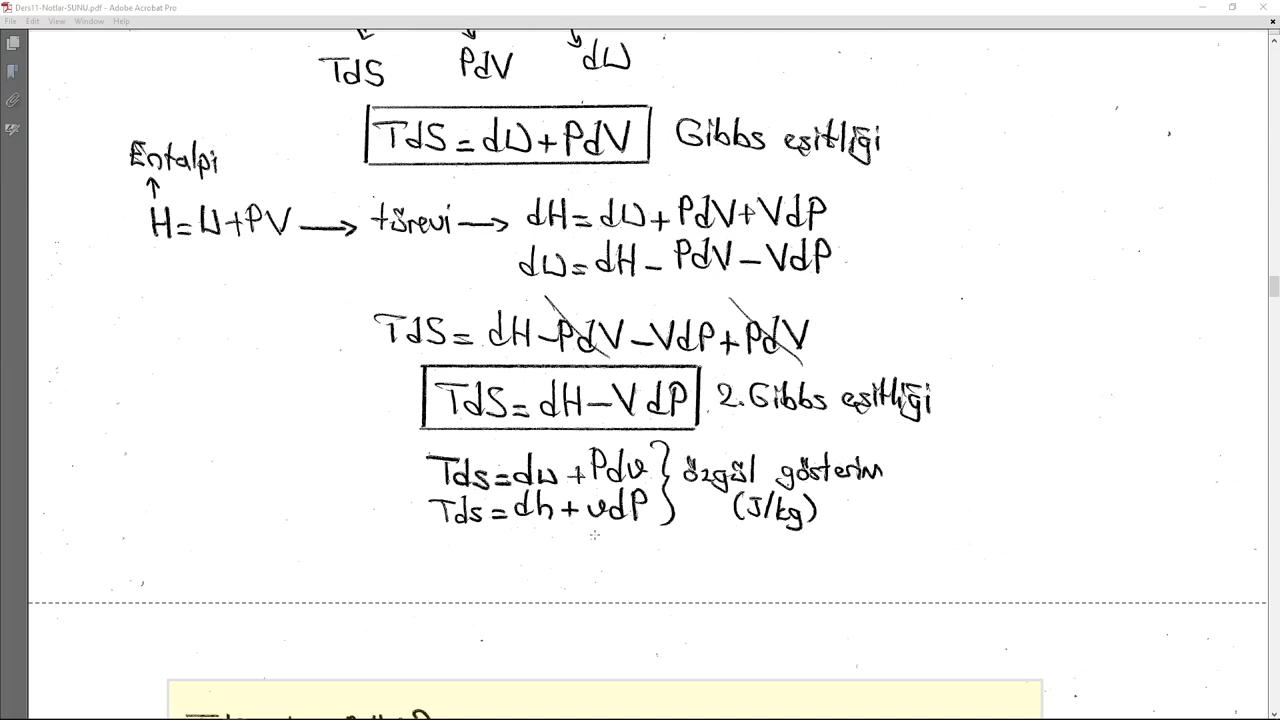 Ders11-Notlar-SUNU.pdf - Adobe Acrobat Pro
File Edit View Window Help
TdS PdV dU
TdS = dU + PdV Gibbs eşitliği
Entalpi
H = U + PV → türevi → dH = dU + PdV + VdP
dU = dH - PdV - VdP
TdS = dH - PdV - VdP + PdV
TdS = dH - VdP 2. Gibbs eşitliği
Tds = du + Pdv } özgül gösterim
Tds = dh + vdP (J/kg)